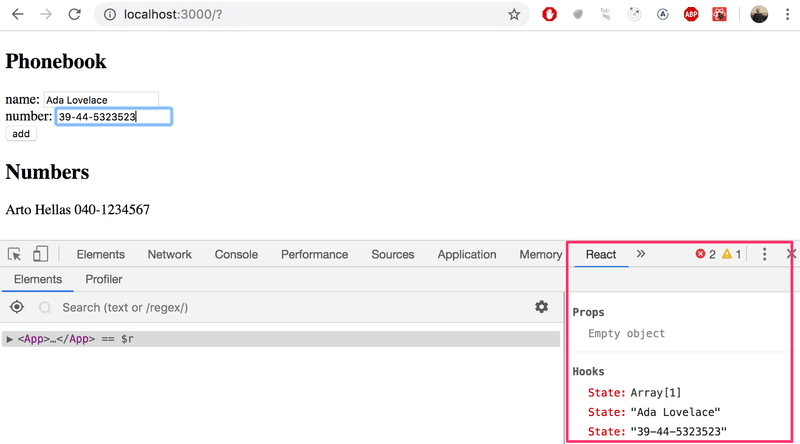 localhost:3000/?
ABP
Phonebook
name: Ada Lovelace
number: 39-44-5323523
add
Numbers
Arto Hellas 040-1234567
Elements Network Console Performance Sources Application Memory React » 2 1
Elements Profiler
Search (text or /regex/)
<App>…</App> == $r
Props
Empty object
Hooks
State: Array[1]
State: "Ada Lovelace"
State: "39-44-5323523"